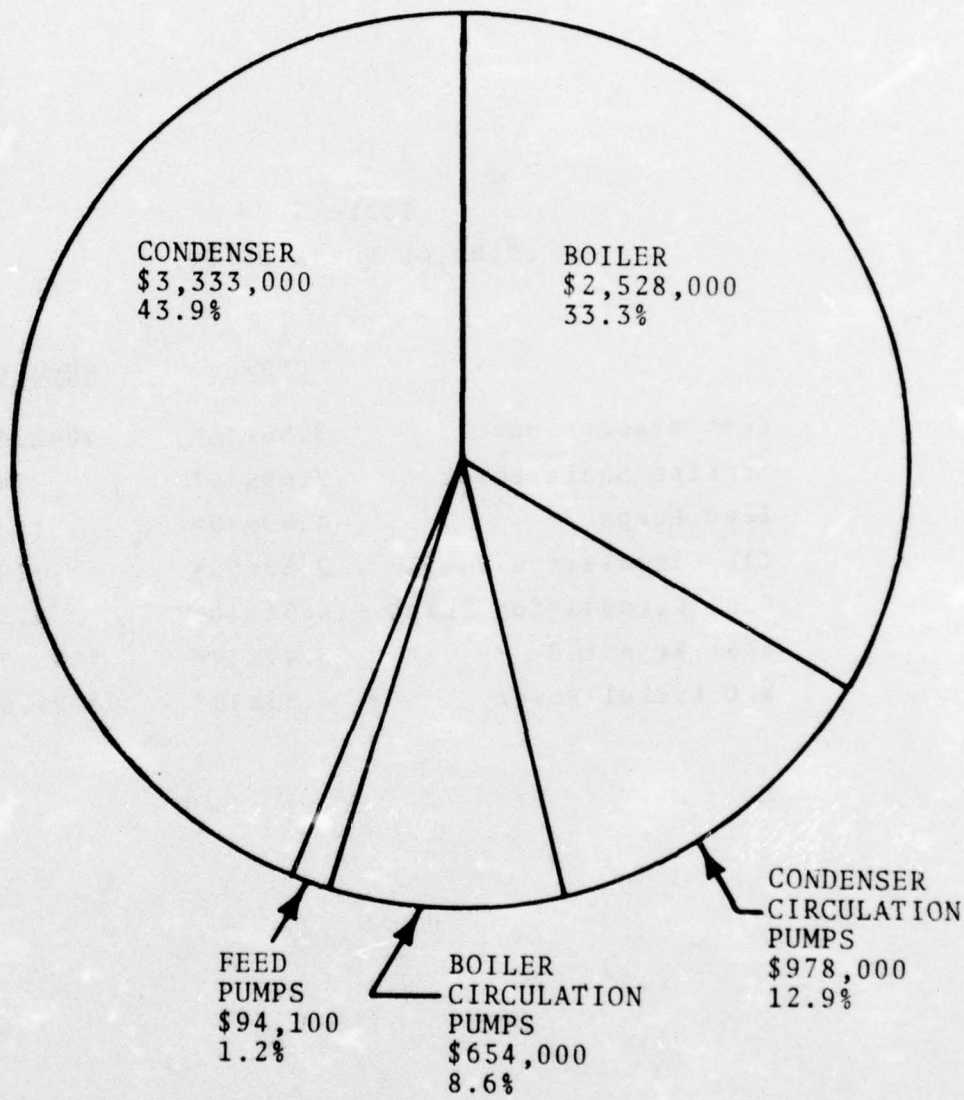 CONDENSER
$3,333,000
43.9%
BOILER
$2,528,000
33.3%
FEED
PUMPS
$94,100
1.2%
BOILER
CIRCULATION
PUMPS
$654,000
8.6%
CONDENSER
CIRCULATION
PUMPS
$978,000
12.9%